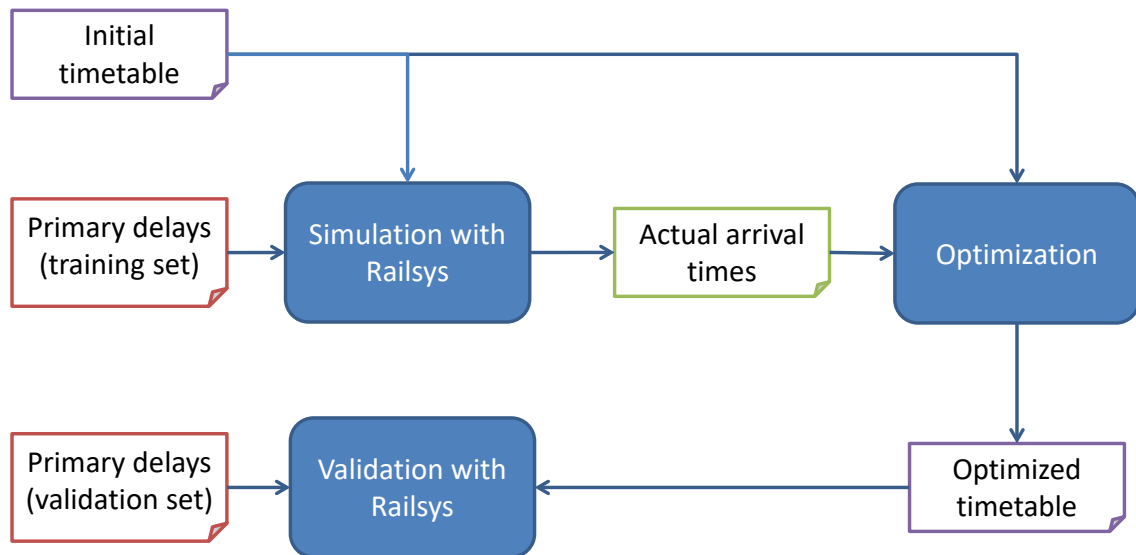 Initial
timetable
Primary delays
(training set)
Simulation with
Railsys
Actual arrival
times
Optimization
Primary delays
(validation set)
Validation with
Railsys
Optimized
timetable